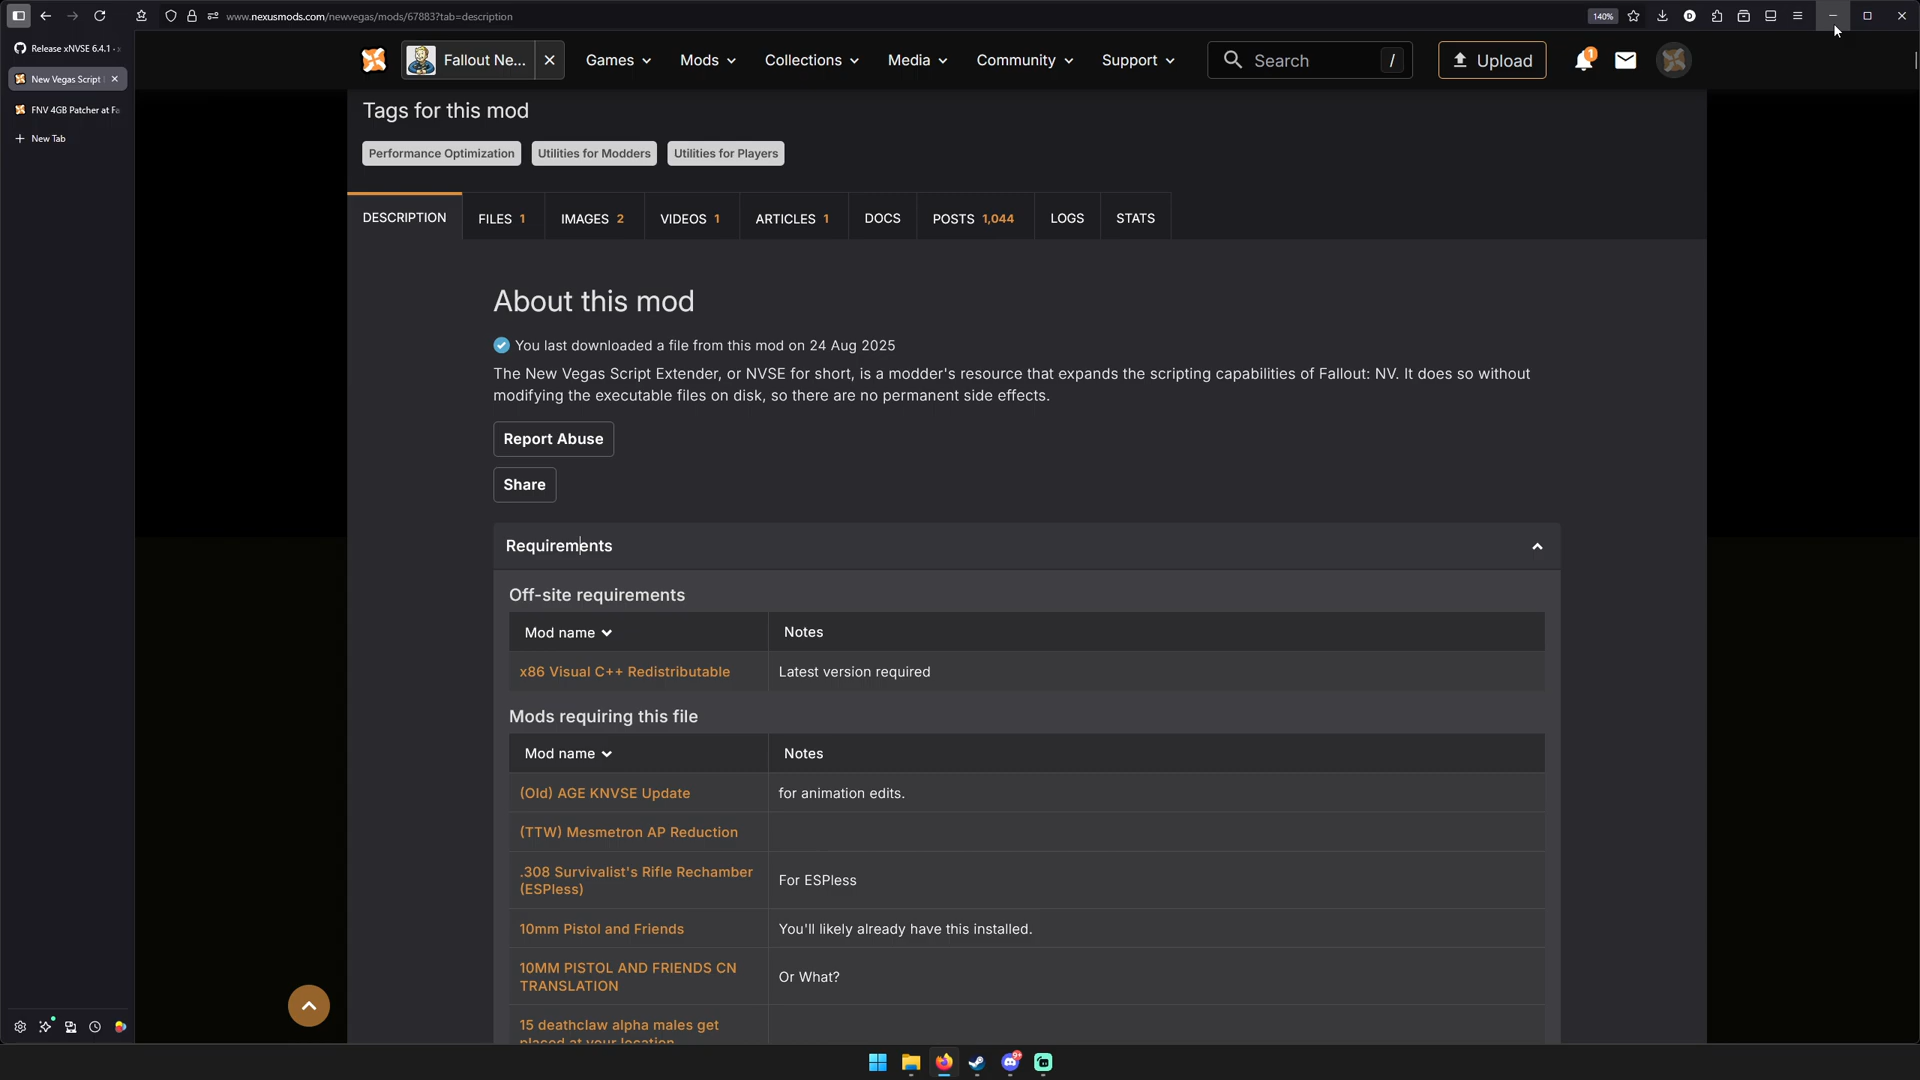 www.nexusmods.com/newvegas/mods/67883?tab=description
140%
Release xNVSE 6.4.1 ·
New Vegas Script
FNV 4GB Patcher at Fa
New Tab
Fallout Ne...
Games
Mods
Collections
Media
Community
Support
Search
/
Upload
1
Tags for this mod
Performance Optimization
Utilities for Modders
Utilities for Players
DESCRIPTION
FILES 1
IMAGES 2
VIDEOS 1
ARTICLES 1
DOCS
POSTS 1,044
LOGS
STATS
About this mod
You last downloaded a file from this mod on 24 Aug 2025
The New Vegas Script Extender, or NVSE for short, is a modder's resource that expands the scripting capabilities of Fallout: NV. It does so without
modifying the executable files on disk, so there are no permanent side effects.
Report Abuse
Share
Requirements
Off-site requirements
Mod name
Notes
x86 Visual C++ Redistributable
Latest version required
Mods requiring this file
Mod name
Notes
(Old) AGE KNVSE Update
for animation edits.
(TTW) Mesmetron AP Reduction
.308 Survivalist's Rifle Rechamber
(ESPless)
For ESPless
10mm Pistol and Friends
You'll likely already have this installed.
10MM PISTOL AND FRIENDS CN
TRANSLATION
Or What?
15 deathclaw alpha males get
placed at your location